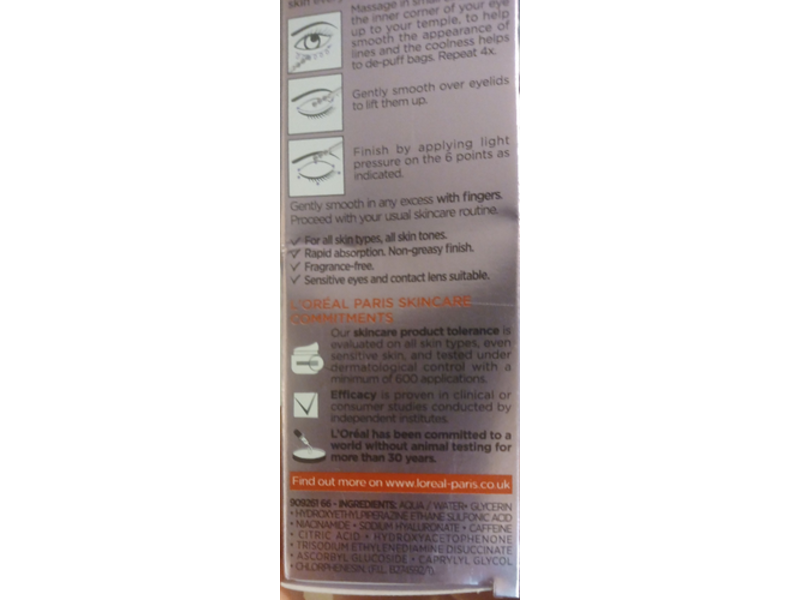 skin
Massage in small
the inner corner of your eye
up to your temple, to help
smooth the appearance of
lines and the coolness helps
to de-puff bags. Repeat 4x.
Gently smooth over eyelids
to lift them up.
Finish by applying light
pressure on the 6 points as
indicated.
Gently smooth in any excess with fingers.
Proceed with your usual skincare routine.
✓ For all skin types, all skin tones.
✓ Rapid absorption. Non-greasy finish.
✓ Fragrance-free.
✓ Sensitive eyes and contact lens suitable.
L'ORÉAL PARIS SKINCARE
COMMITMENTS
Our skincare product tolerance is
evaluated on all skin types, even
sensitive skin, and tested under
dermatological control with a
minimum of 600 applications.
Efficacy is proven in clinical or
consumer studies conducted by
independent institutes.
L'Oréal has been committed to a
world without animal testing for
more than 30 years.
Find out more on www.loreal-paris.co.uk
909261 66 - INGREDIENTS: AQUA / WATER • GLYCERIN
• HYDROXYETHYLPIPERAZINE ETHANE SULFONIC ACID
• NIACINAMIDE • SODIUM HYALURONATE • CAFFEINE
• CITRIC ACID • HYDROXYACETOPHENONE
• TRISODIUM ETHYLENEDIAMINE DISUCCINATE
• ASCORBYL GLUCOSIDE • CAPRYLYL GLYCOL
• CHLORPHENESIN. (F.I.L. B274592/1).